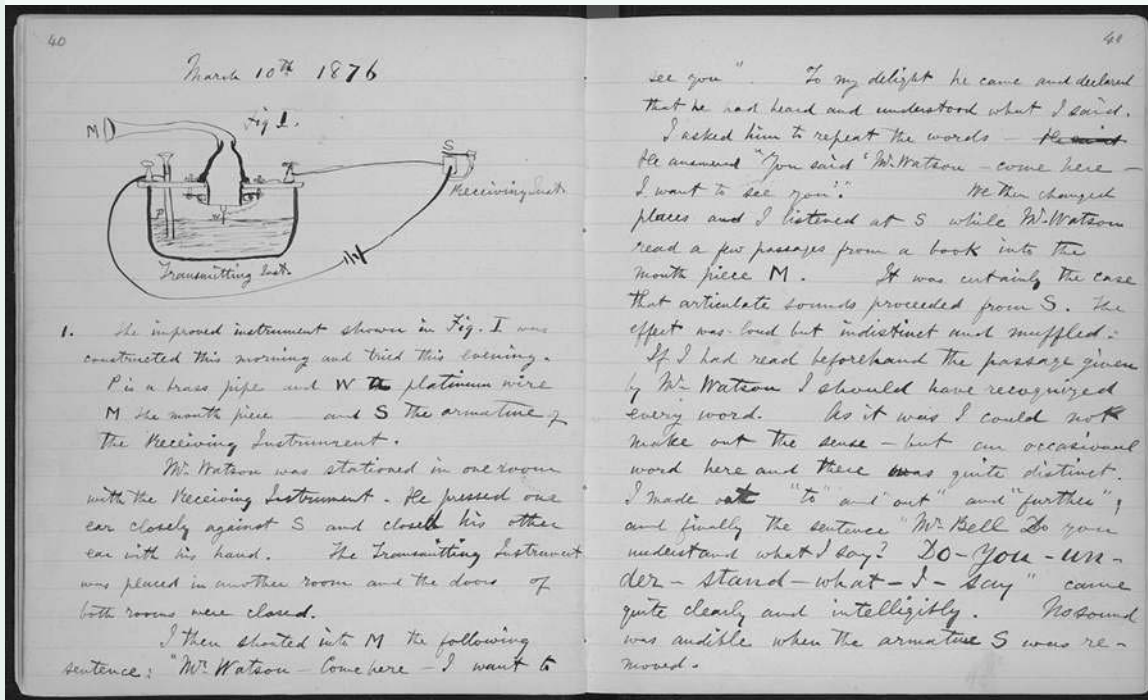 40
March 10th 1876
Fig 1.
M
S
Receiving Inst.
P
W
Transmitting Inst.
1. The improved instrument shown in Fig. I was
constructed this morning and tried this evening.
P is a brass pipe and W the platinum wire
M the mouth piece and S the armature of
the Receiving Instrument.
Mr. Watson was stationed in one room
with the Receiving Instrument. He pressed one
ear closely against S and closed his other
ear with his hand. The Transmitting Instrument
was placed in another room and the doors of
both rooms were closed.
I then shouted into M the following
sentence: "Mr. Watson – Come here – I want to
40
see you". To my delight he came and declared
that he had heard and understood what I said.
I asked him to repeat the words – He said
He answered "You said 'Mr. Watson – come here –
I want to see you'." We then changed
places and I listened at S while Mr. Watson
read a few passages from a book into the
mouth piece M. It was certainly the case
that articulate sounds proceeded from S. The
effect was loud but indistinct and muffled.
If I had read beforehand the passage given
by Mr. Watson I should have recognized
every word. As it was I could not
make out the sense – but an occasional
word here and there was quite distinct.
I made out "to" and "out" and "further";
and finally the sentence "Mr. Bell Do you
understand what I say? DO – YOU – UN –
der – stand – what – I – say" came
quite clearly and intelligibly. No sound
was audible when the armature S was re-
moved.